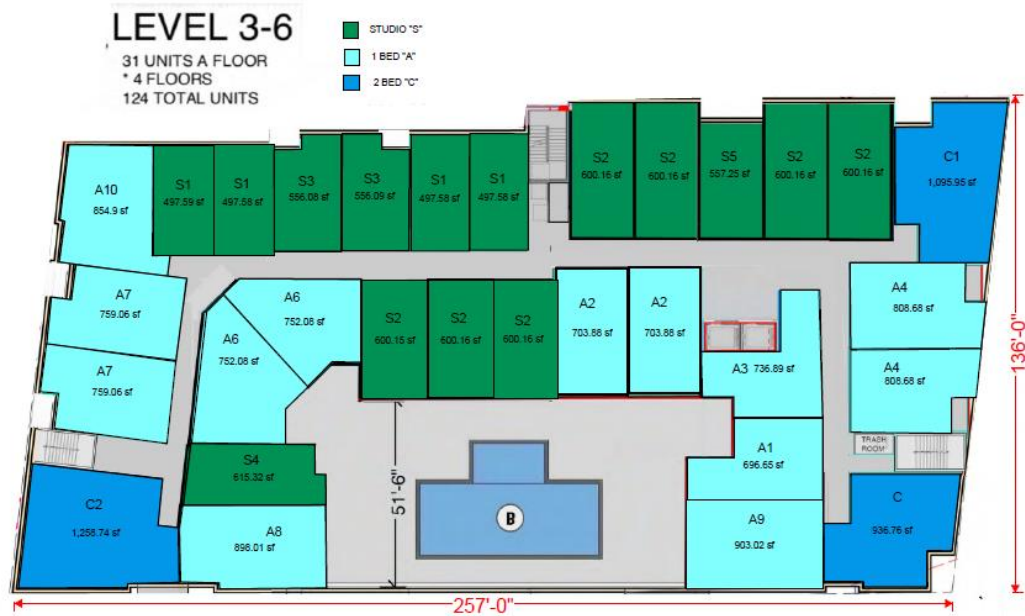 LEVEL 3-6
31 UNITS A FLOOR
* 4 FLOORS
124 TOTAL UNITS
STUDIO "S"
1 BED "A"
2 BED "C"
A10
854.9 sf
S1
497.59 sf
S1
497.58 sf
S3
556.08 sf
S3
556.09 sf
S1
497.58 sf
S1
497.58 sf
S2
600.16 sf
S2
600.16 sf
S5
557.25 sf
S2
600.16 sf
S2
600.16 sf
C1
1,095.95 sf
A7
759.06 sf
A6
752.08 sf
A6
752.08 sf
S2
600.15 sf
S2
600.16 sf
S2
600.16 sf
A2
703.88 sf
A2
703.88 sf
A3 736.89 sf
A4
808.68 sf
A4
808.68 sf
A7
759.06 sf
136'-0"
TRASH
ROOM
A1
696.65 sf
S4
615.32 sf
51'-6"
B
C2
1,258.74 sf
A8
898.01 sf
A9
903.02 sf
C
936.76 sf
257'-0"